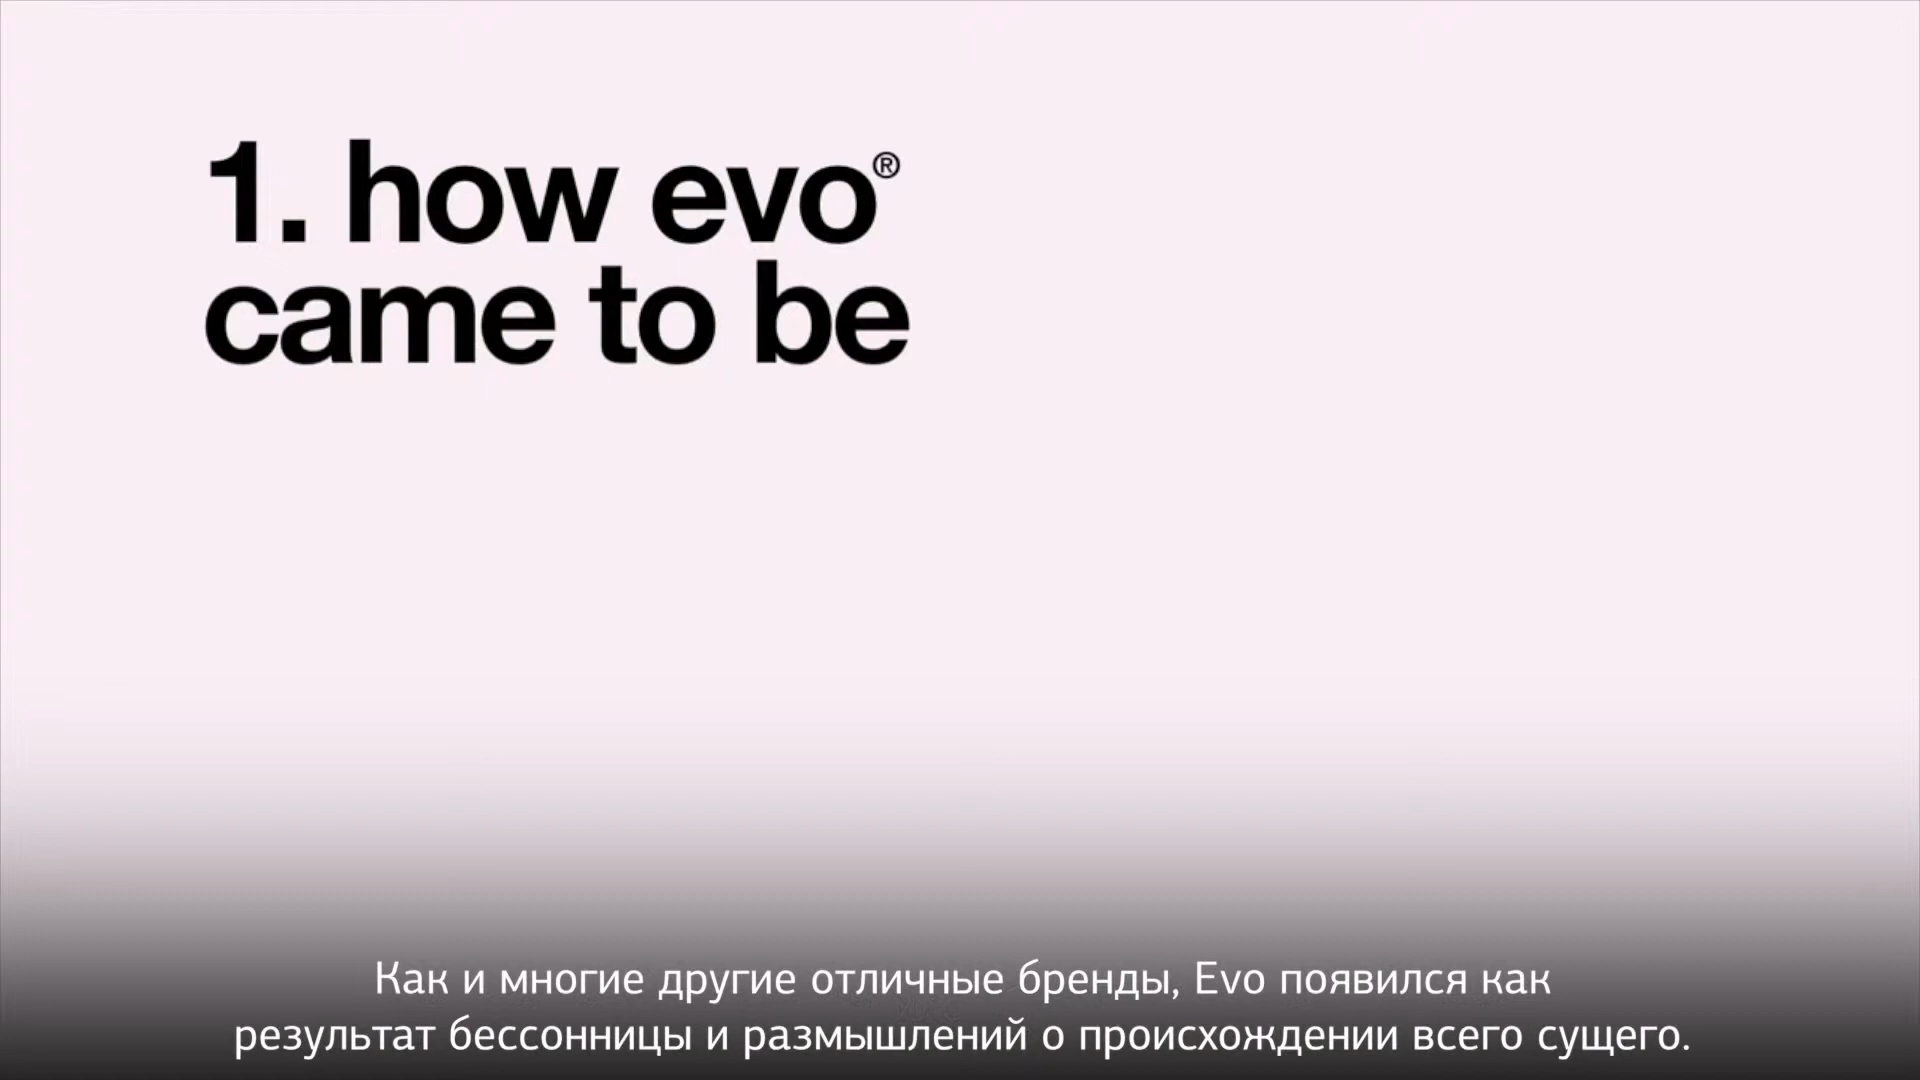 1. how evo®
came to be
Как и многие другие отличные бренды, Evo появился как
результат бессонницы и размышлений о происхождении всего сущего.